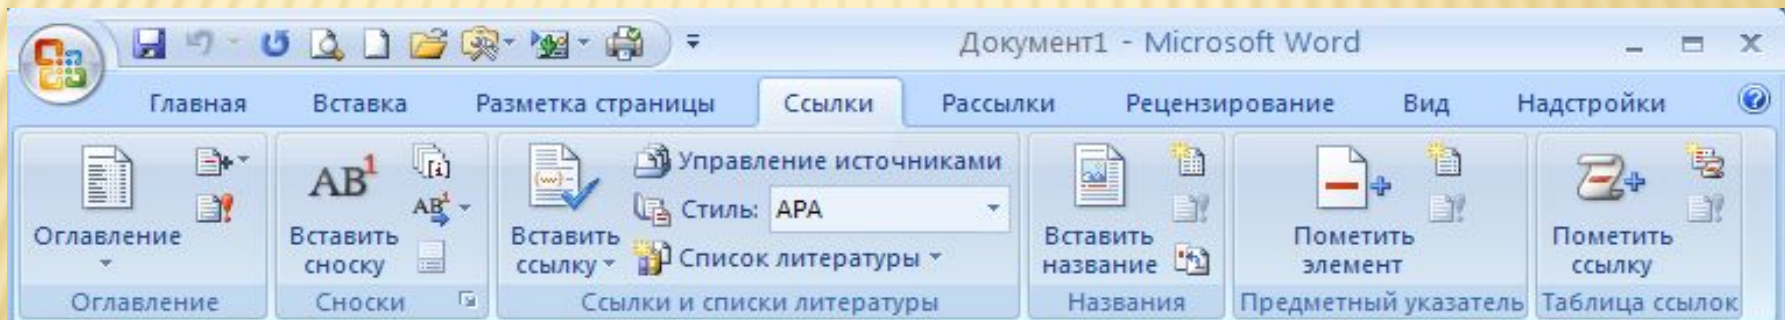 Документ1 - Microsoft Word
Главная Вставка Разметка страницы Ссылки Рассылки Рецензирование Вид Надстройки
Оглавление
Оглавление
AB1
Вставить
сноску
[i]
AB1
Сноски
Вставить
ссылку
Управление источниками
Стиль: APA
Список литературы
Ссылки и списки литературы
Вставить
название
Названия
Пометить
элемент
Предметный указатель
Пометить
ссылку
Таблица ссылок